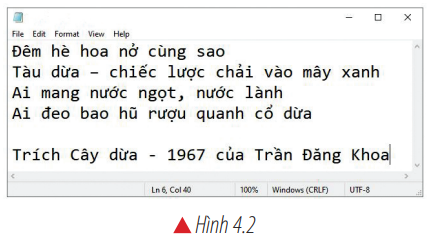 File Edit Format View Help
Đêm hè hoa nở cùng sao
Tàu dừa – chiếc lược chải vào mây xanh
Ai mang nước ngọt, nước lành
Ai đeo bao hũ rượu quanh cổ dừa
Trích Cây dừa - 1967 của Trần Đăng Khoa
Ln 6, Col 40 100% Windows (CRLF) UTF-8
Hình 4.2